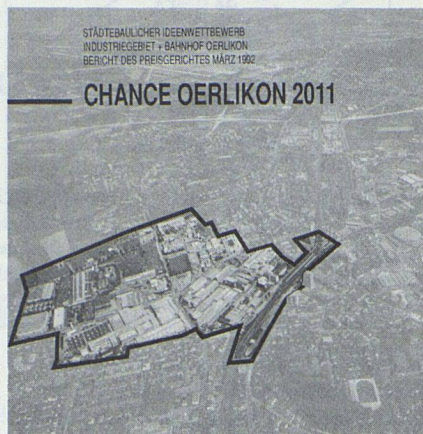 STÄDTEBAULICHER IDEENWETTBEWERB
INDUSTRIEGEBIET + BAHNHOF OERLIKON
BERICHT DES PREISGERICHTES MÄRZ 1992
CHANCE OERLIKON 2011